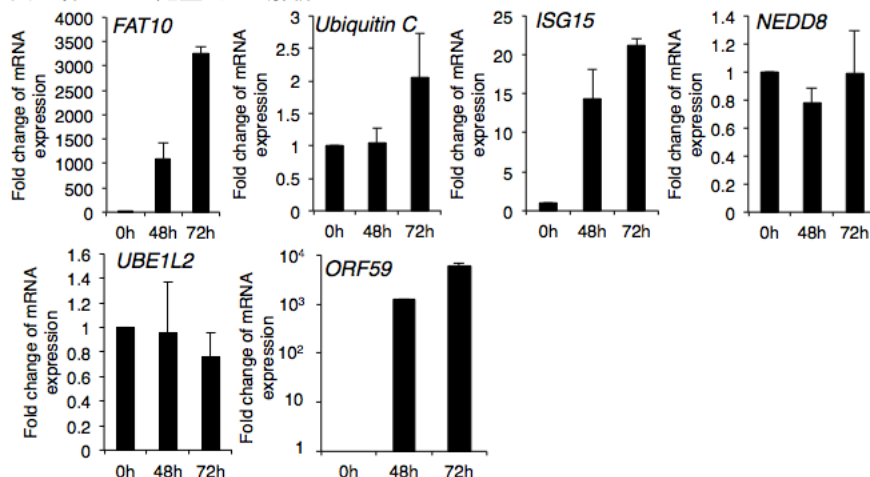 FAT10
Fold change of mRNA
expression
4000
3500
3000
2500
2000
1500
1000
500
0
0h 48h 72h
Ubiquitin C
Fold change of mRNA
expression
3
2.5
2
1.5
1
0.5
0
0h 48h 72h
ISG15
Fold change of mRNA
expression
25
20
15
10
5
0
0h 48h 72h
NEDD8
Fold change of mRNA
expression
1.4
1.2
1
0.8
0.6
0.4
0.2
0
0h 48h 72h
UBE1L2
Fold change of mRNA
expression
1.6
1.4
1.2
1
0.8
0.6
0.4
0.2
0
0h 48h 72h
ORF59
Fold change of mRNA
expression
10⁴
10³
10²
10
1
0h 48h 72h